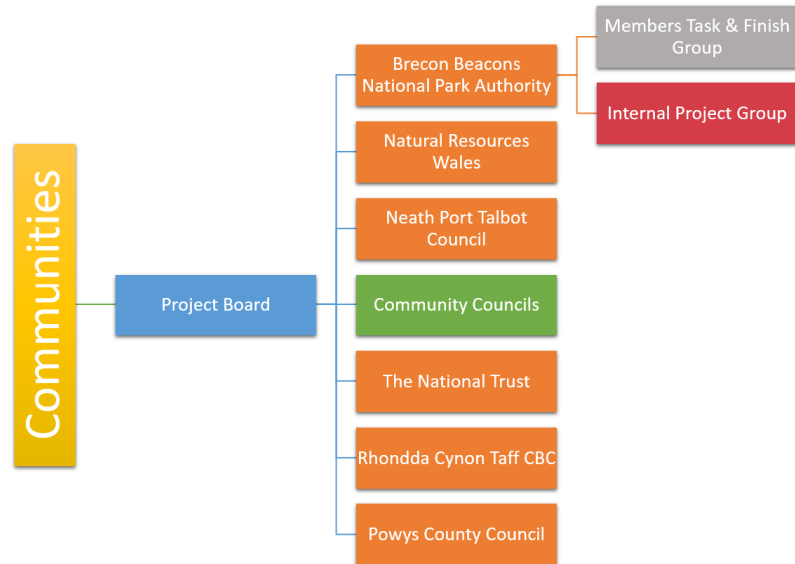 Communities
Project Board
Brecon Beacons
National Park Authority
Natural Resources
Wales
Neath Port Talbot
Council
Community Councils
The National Trust
Rhondda Cynon Taff CBC
Powys County Council
Members Task & Finish
Group
Internal Project Group